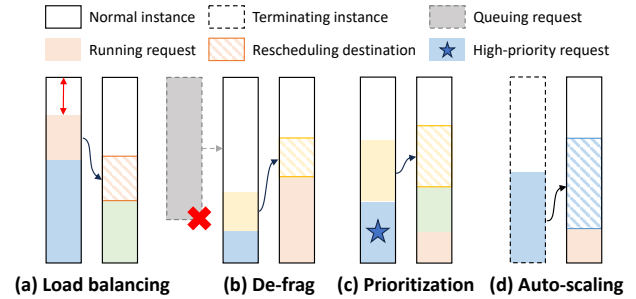 Normal instance
Terminating instance
Queuing request
Running request
Rescheduling destination
High-priority request
(a) Load balancing
(b) De-frag
(c) Prioritization
(d) Auto-scaling